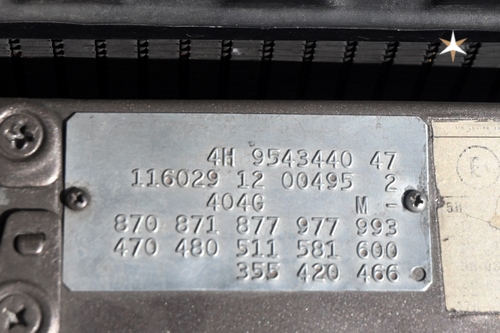 4H 9543440 47
116029 12 00495 2
404G M -
870 871 877 977 993
470 480 511 581 600
355 420 466